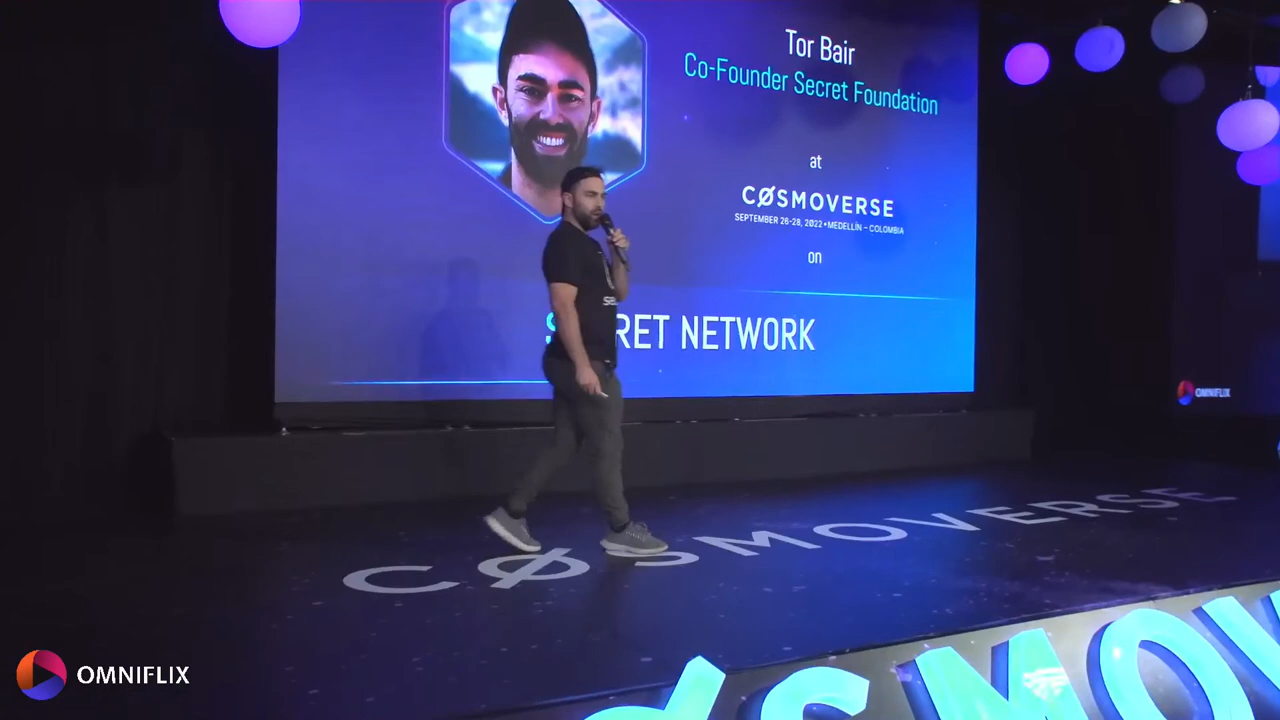 Tor Bair
Co-Founder Secret Foundation
at
CØSMOVERSE
SEPTEMBER 26-28, 2022 • MEDELLÍN – COLOMBIA
on
RET NETWORK
OMNIFLIX
CØSMOVERSE
OMNIFLIX